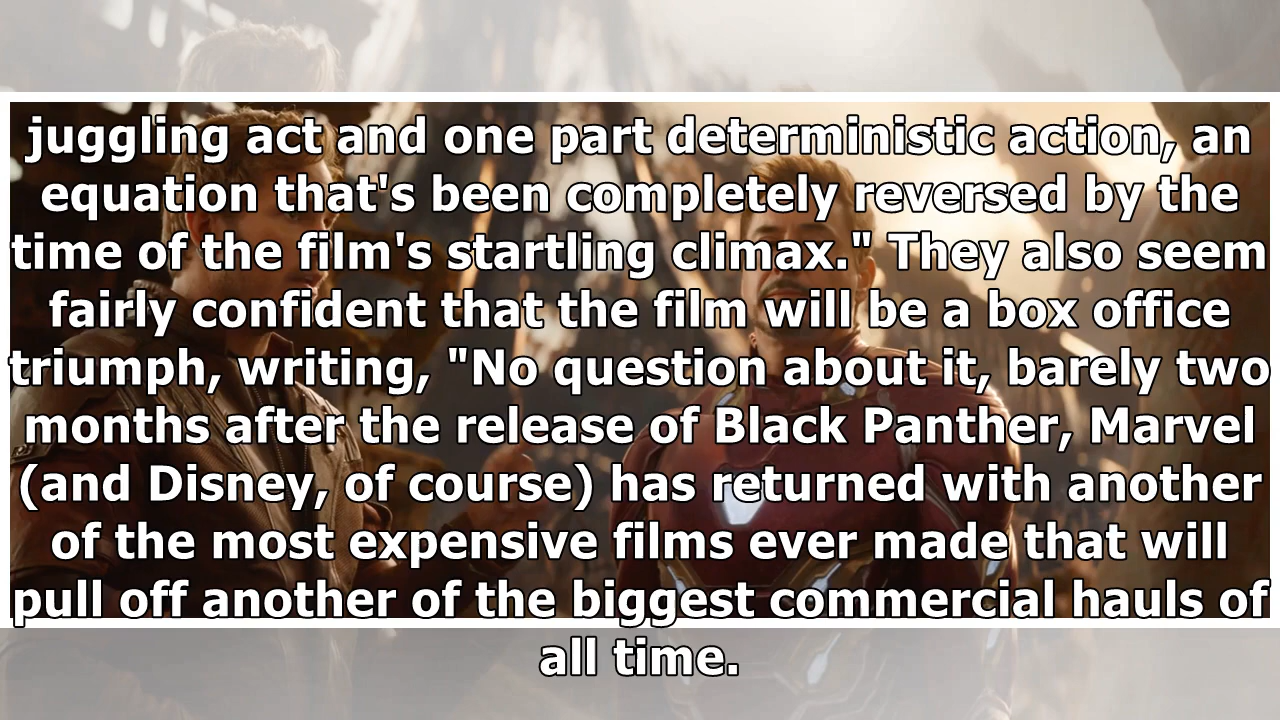 juggling act and one part deterministic action, an
equation that's been completely reversed by the
time of the film's startling climax." They also seem
fairly confident that the film will be a box office
triumph, writing, "No question about it, barely two
months after the release of Black Panther, Marvel
(and Disney, of course) has returned with another
of the most expensive films ever made that will
pull off another of the biggest commercial hauls of
all time.